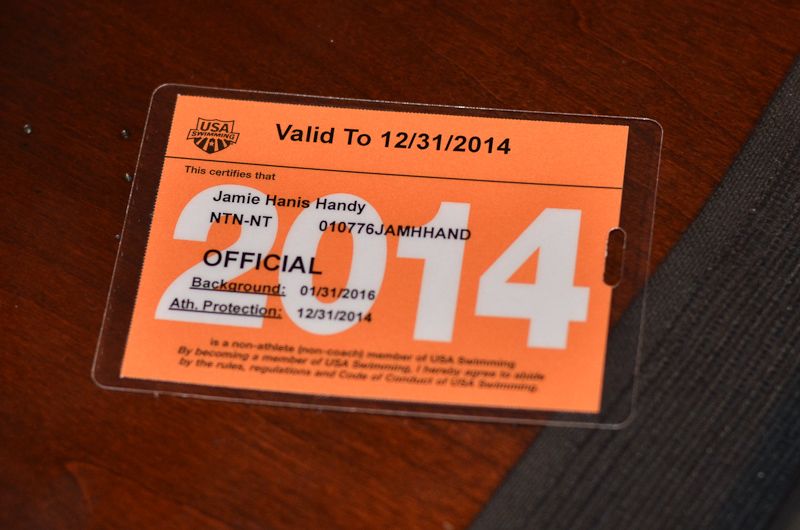 USA
SWIMMING
Valid To 12/31/2014
This certifies that
2014
Jamie Hanis Handy
NTN-NT 010776JAMHHAND
OFFICIAL
Background: 01/31/2016
Ath. Protection: 12/31/2014
is a non-athlete (non-coach) member of USA Swimming
By becoming a member of USA Swimming, I hereby agree to abide
by the rules, regulations and Code of Conduct of USA Swimming.